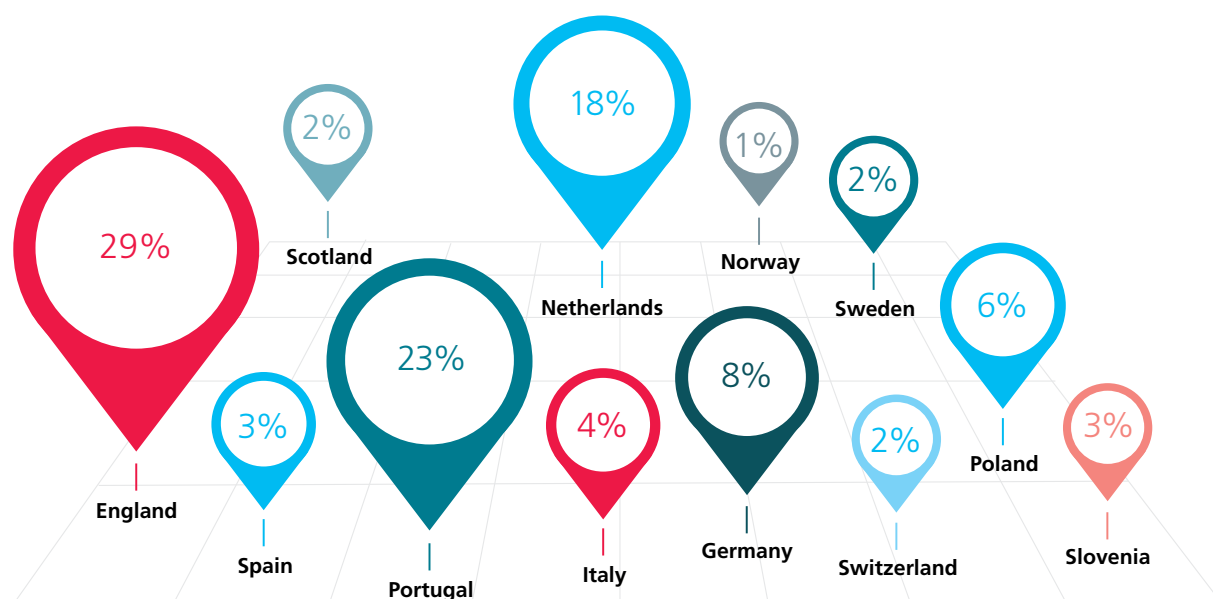 29%
England
2%
Scotland
3%
Spain
23%
Portugal
18%
Netherlands
4%
Italy
1%
Norway
8%
Germany
2%
Sweden
2%
Switzerland
6%
Poland
3%
Slovenia